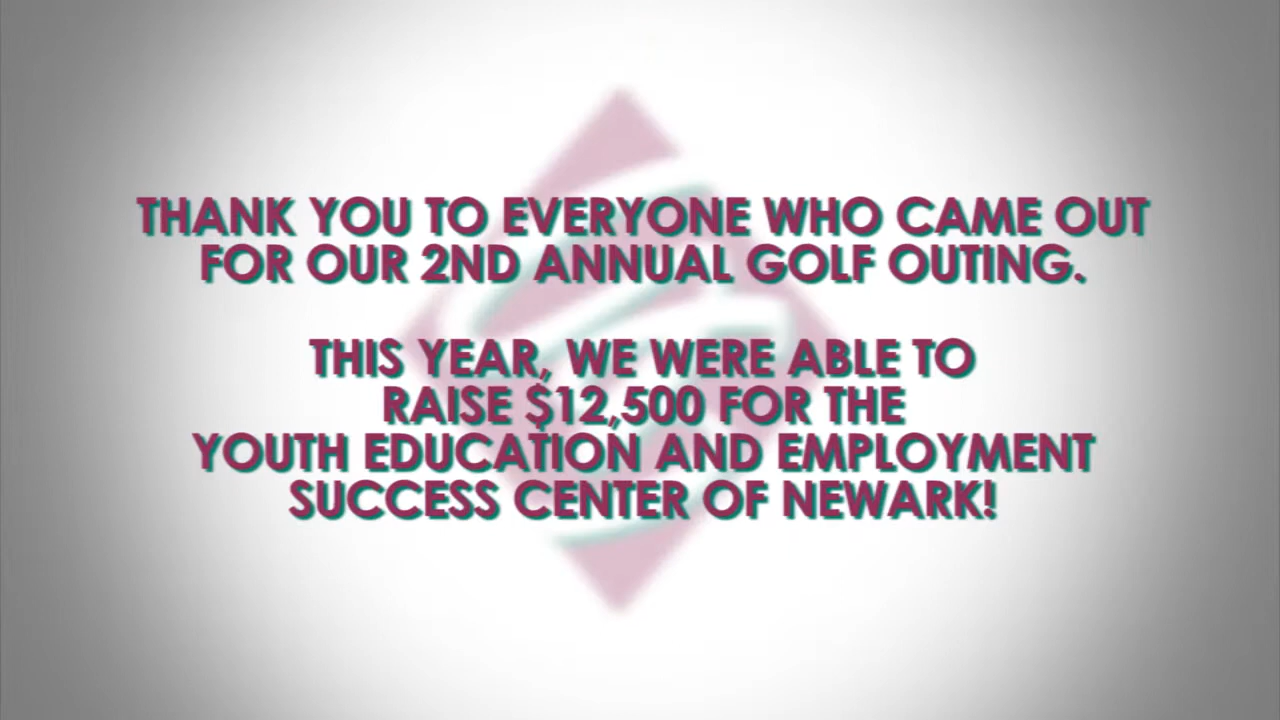 THANK YOU TO EVERYONE WHO CAME OUT
FOR OUR 2ND ANNUAL GOLF OUTING.
THIS YEAR, WE WERE ABLE TO
RAISE $12,500 FOR THE
YOUTH EDUCATION AND EMPLOYMENT
SUCCESS CENTER OF NEWARK!